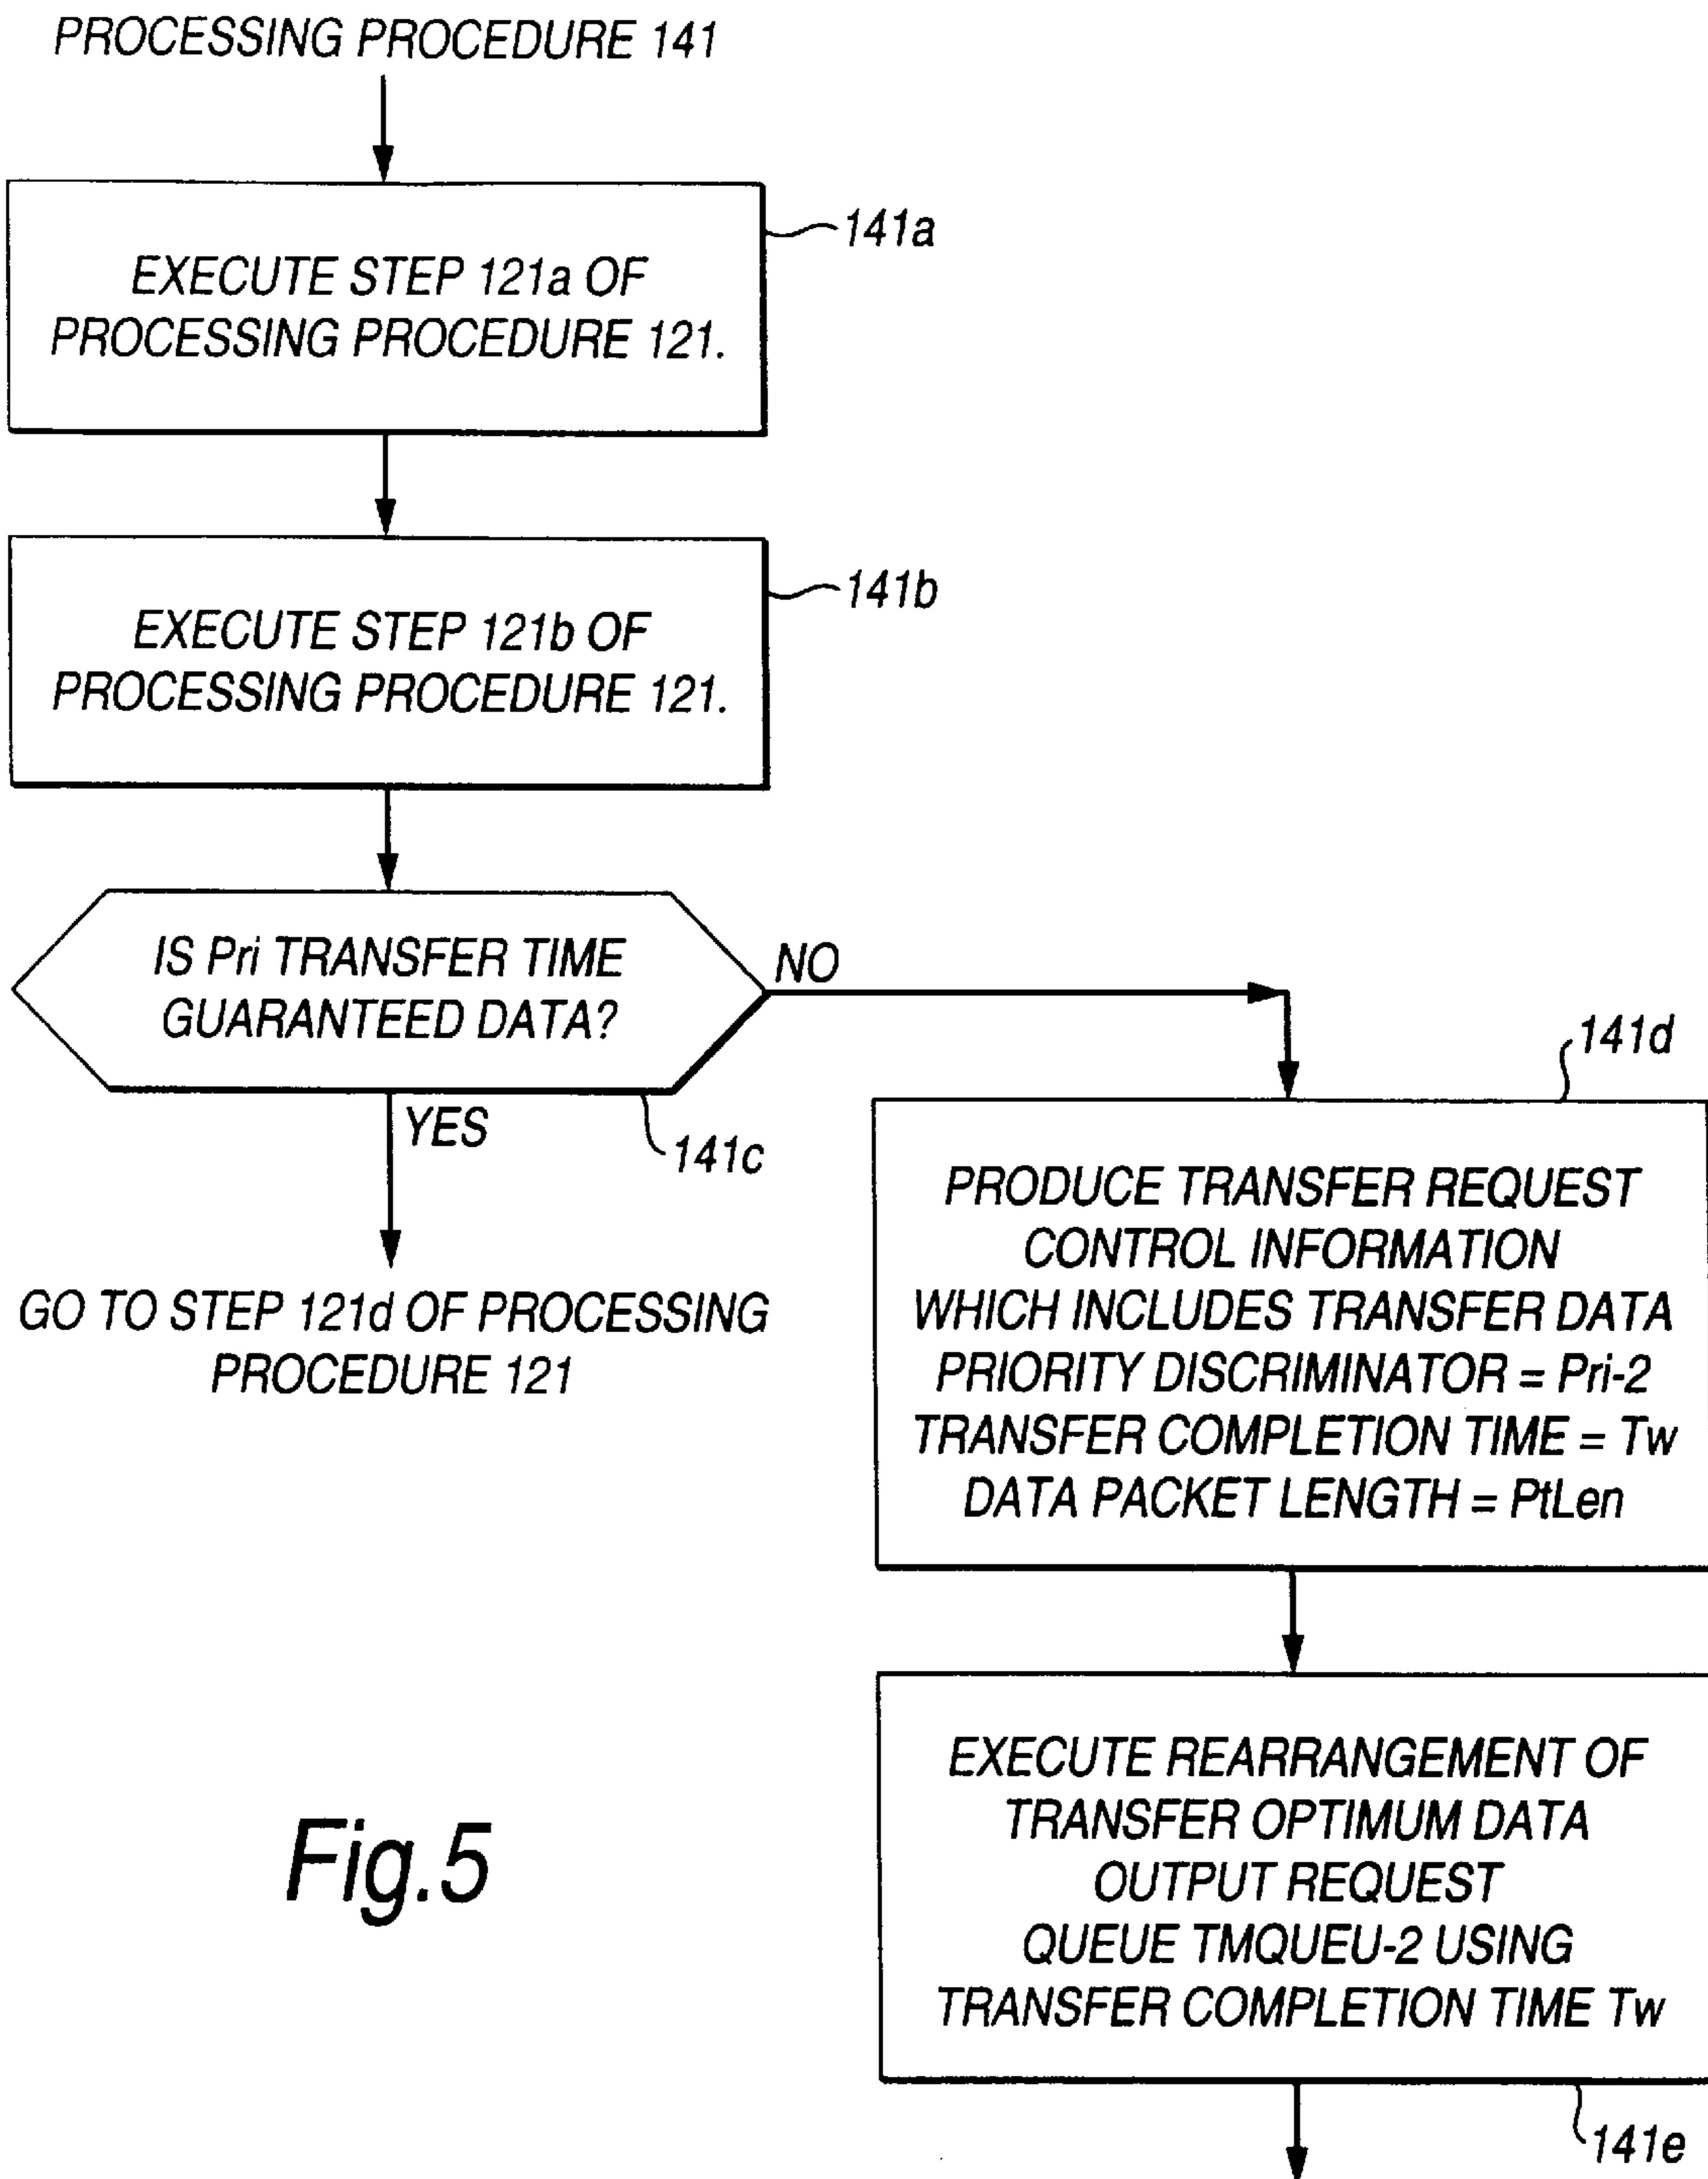 PROCESSING PROCEDURE 141
141a
EXECUTE STEP 121a OF
PROCESSING PROCEDURE 121.
141b
EXECUTE STEP 121b OF
PROCESSING PROCEDURE 121.
IS Pri TRANSFER TIME
GUARANTEED DATA?
NO
YES
141c
GO TO STEP 121d OF PROCESSING
PROCEDURE 121
141d
PRODUCE TRANSFER REQUEST
CONTROL INFORMATION
WHICH INCLUDES TRANSFER DATA
PRIORITY DISCRIMINATOR = Pri-2
TRANSFER COMPLETION TIME = Tw
DATA PACKET LENGTH = PtLen
EXECUTE REARRANGEMENT OF
TRANSFER OPTIMUM DATA
OUTPUT REQUEST
QUEUE TMQUEU-2 USING
TRANSFER COMPLETION TIME Tw
141e
Fig.5